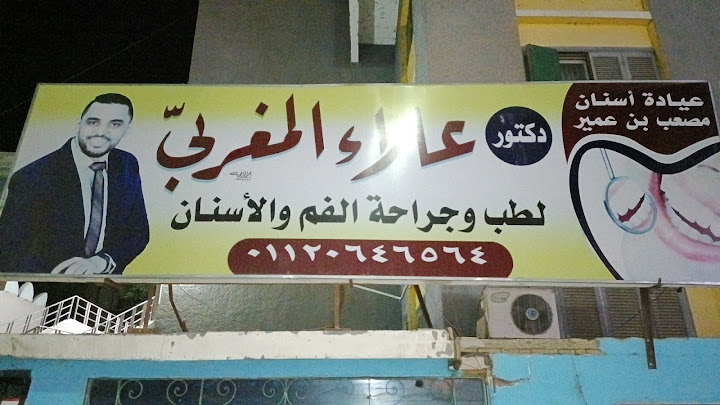 عيادة أسنان
مصعب بن عمير
دكتور
علاء المغربيّ
لطب وجراحة الفم والأسنان
٠١١٢٠٦٤٦٥٦٤